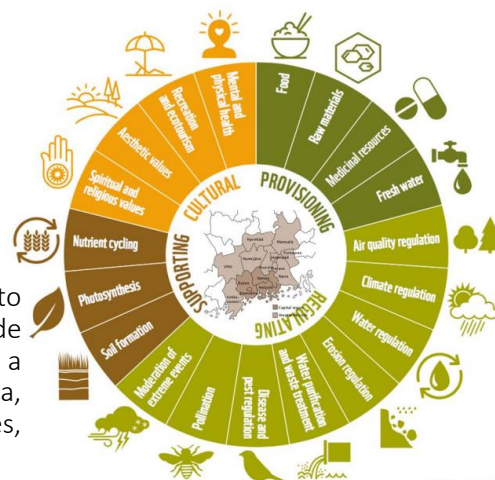 Mental and
physical health
Food
Raw materials
Medicinal resources
Fresh water
Air quality regulation
Climate regulation
Water regulation
Erosion regulation
Water purification
and waste treatment
Disease and
pest regulation
Pollination
Moderation of
extreme events
Soil Formation
Photosynthesis
Nutrient cycling
Spiritual and
religious values
Aesthetic values
Recreation
and ecotourism
CULTURAL
PROVISIONING
REGULATING
SUPPORTING
to
de
a
a,
es,